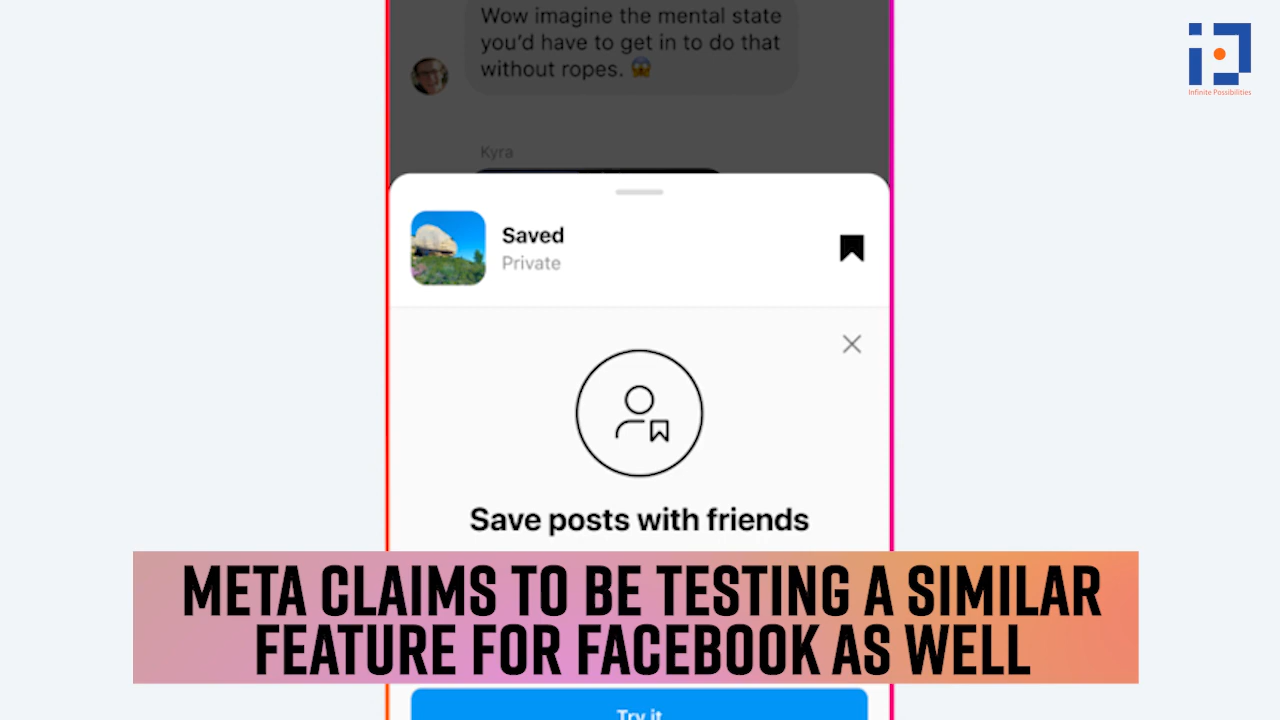 Wow imagine the mental state
you'd have to get in to do that
without ropes. 😱
Infinite Possibilities
Kyra
Saved
Private
Save posts with friends
META CLAIMS TO BE TESTING A SIMILAR
FEATURE FOR FACEBOOK AS WELL
Try it